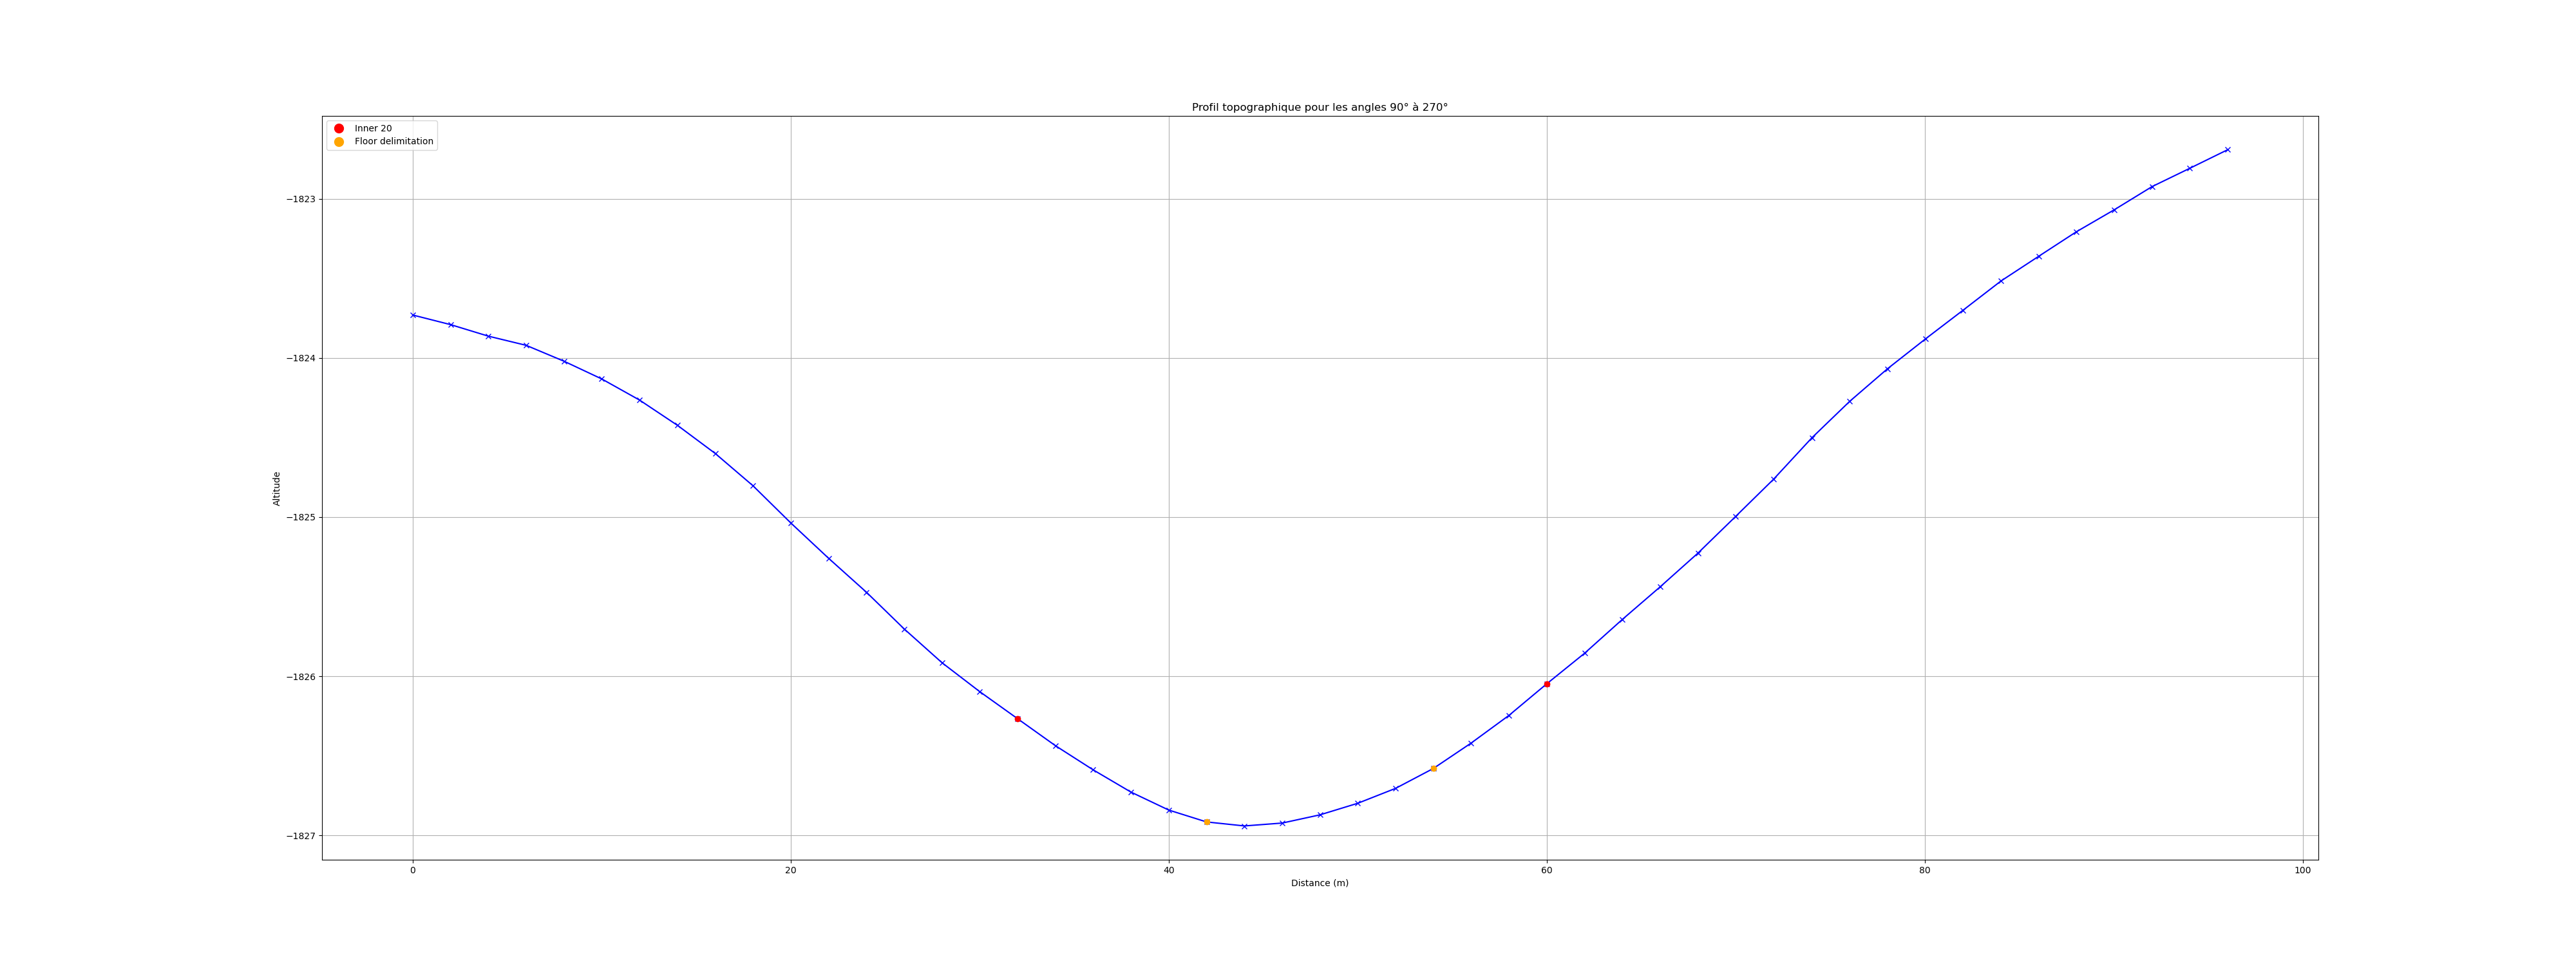 Profil topographique pour les angles 90° à 270°
Inner 20
Floor delimitation
−1823
−1824
−1825
−1826
−1827
Altitude
0 20 40 60 80 100
Distance (m)